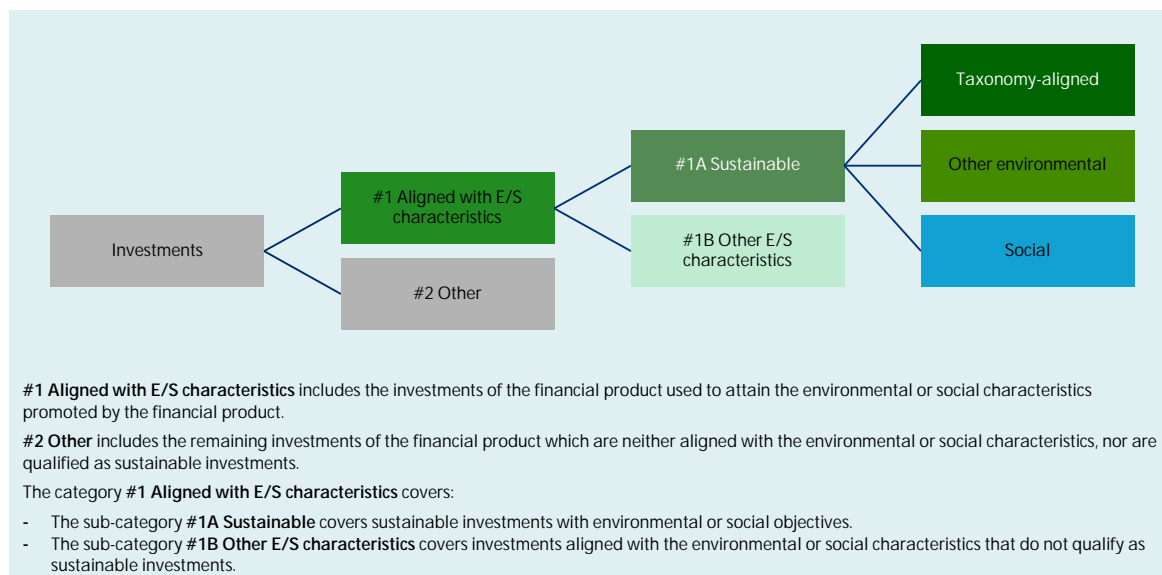 Taxonomy-aligned
#1A Sustainable
Other environmental
#1 Aligned with E/S
characteristics
Investments
#1B Other E/S
characteristics
Social
#2 Other
#1 Aligned with E/S characteristics includes the investments of the financial product used to attain the environmental or social characteristics
promoted by the financial product.
#2 Other includes the remaining investments of the financial product which are neither aligned with the environmental or social characteristics, nor are
qualified as sustainable investments.
The category #1 Aligned with E/S characteristics covers:
- The sub-category #1A Sustainable covers sustainable investments with environmental or social objectives.
- The sub-category #1B Other E/S characteristics covers investments aligned with the environmental or social characteristics that do not qualify as
sustainable investments.